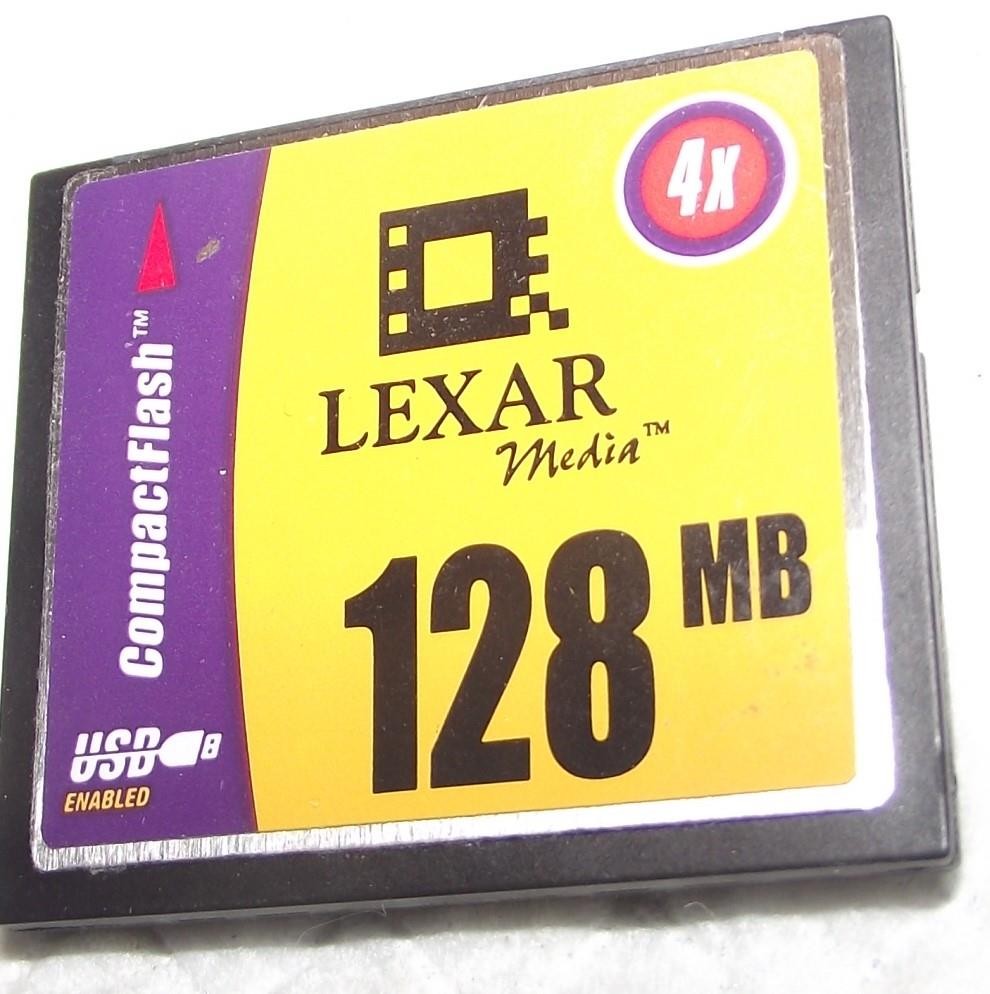 4x
LEXAR
Media™
128 MB
CompactFlash™
USB
ENABLED